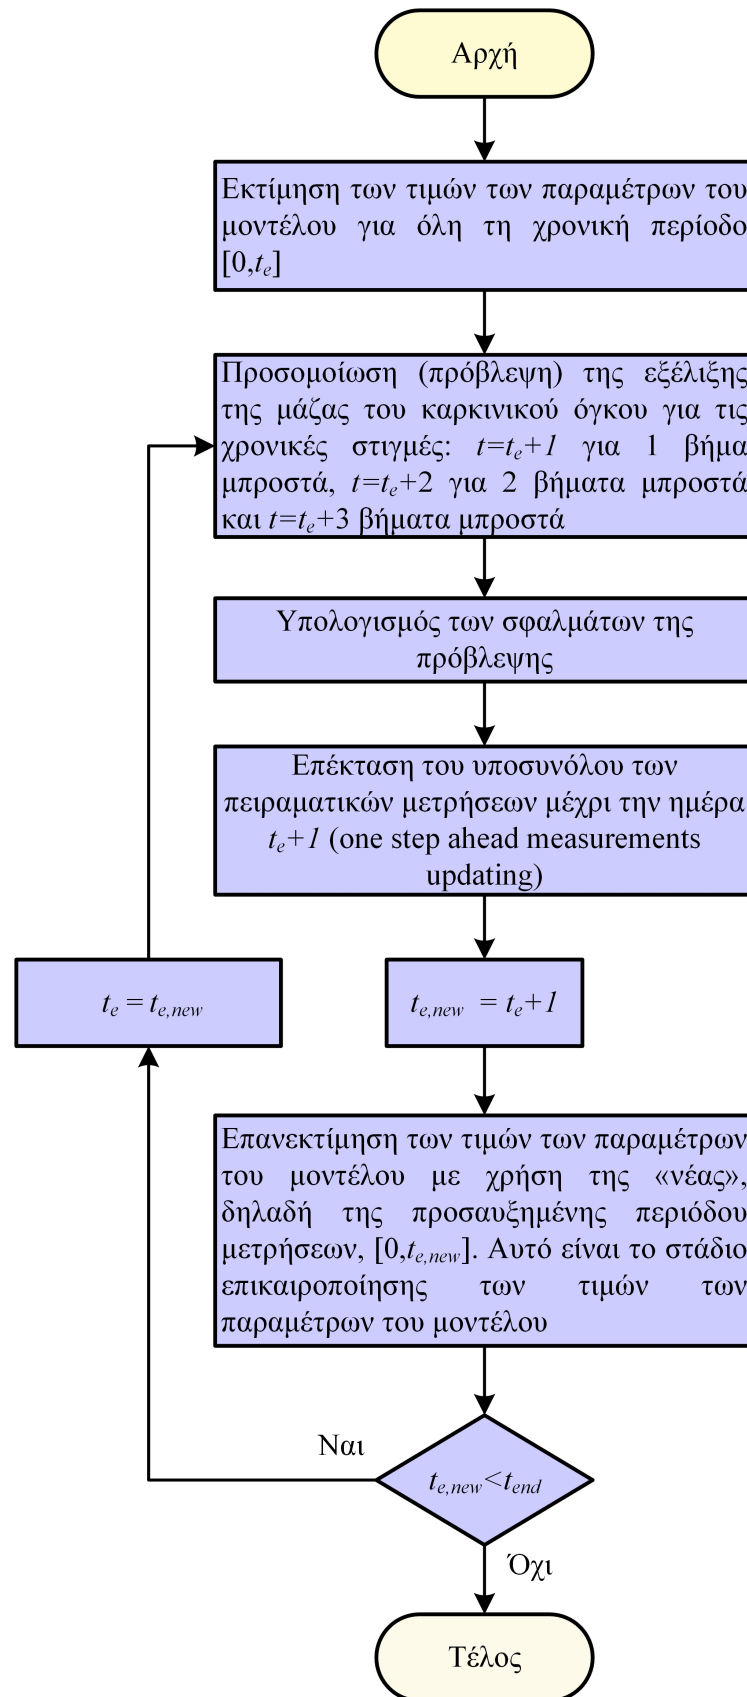 Αρχή
Εκτίμηση των τιμών των παραμέτρων του
μοντέλου για όλη τη χρονική περίοδο
[0,te]
Προσομοίωση (πρόβλεψη) της εξέλιξης
της μάζας του καρκινικού όγκου για τις
χρονικές στιγμές: t=te+1 για 1 βήμα
μπροστά, t=te+2 για 2 βήματα μπροστά
και t=te+3 βήματα μπροστά
Υπολογισμός των σφαλμάτων της
πρόβλεψης
Επέκταση του υποσυνόλου των
πειραματικών μετρήσεων μέχρι την ημέρα
te+1 (one step ahead measurements
updating)
te = te,new
te,new = te+1
Επανεκτίμηση των τιμών των παραμέτρων
του μοντέλου με χρήση της «νέας»,
δηλαδή της προσαυξημένης περιόδου
μετρήσεων, [0,te,new]. Αυτό είναι το στάδιο
επικαιροποίησης των τιμών των
παραμέτρων του μοντέλου
Ναι
te,new<tend
Όχι
Τέλος